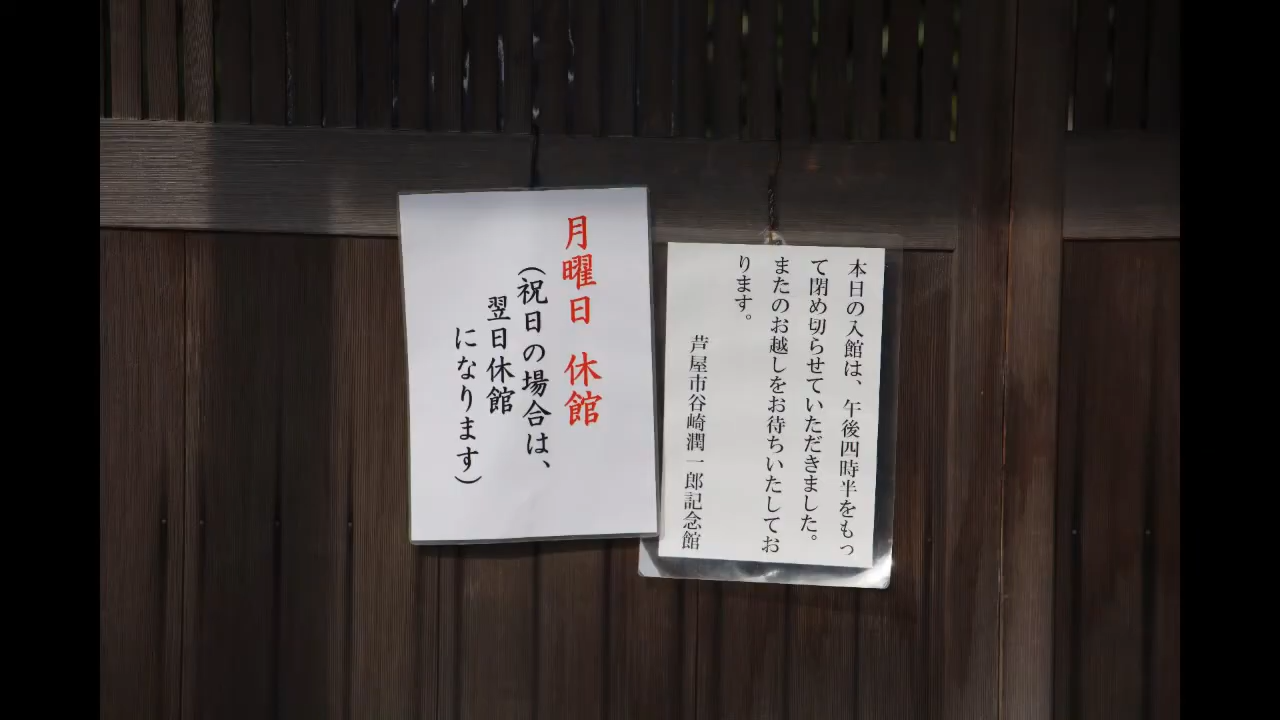 月曜日 休館
(祝日の場合は、
翌日休館
になります)
本日の入館は、午後四時半をもっ
て閉め切らせていただきました。
またのお越しをお待ちいたしてお
ります。
芦屋市谷崎潤一郎記念館